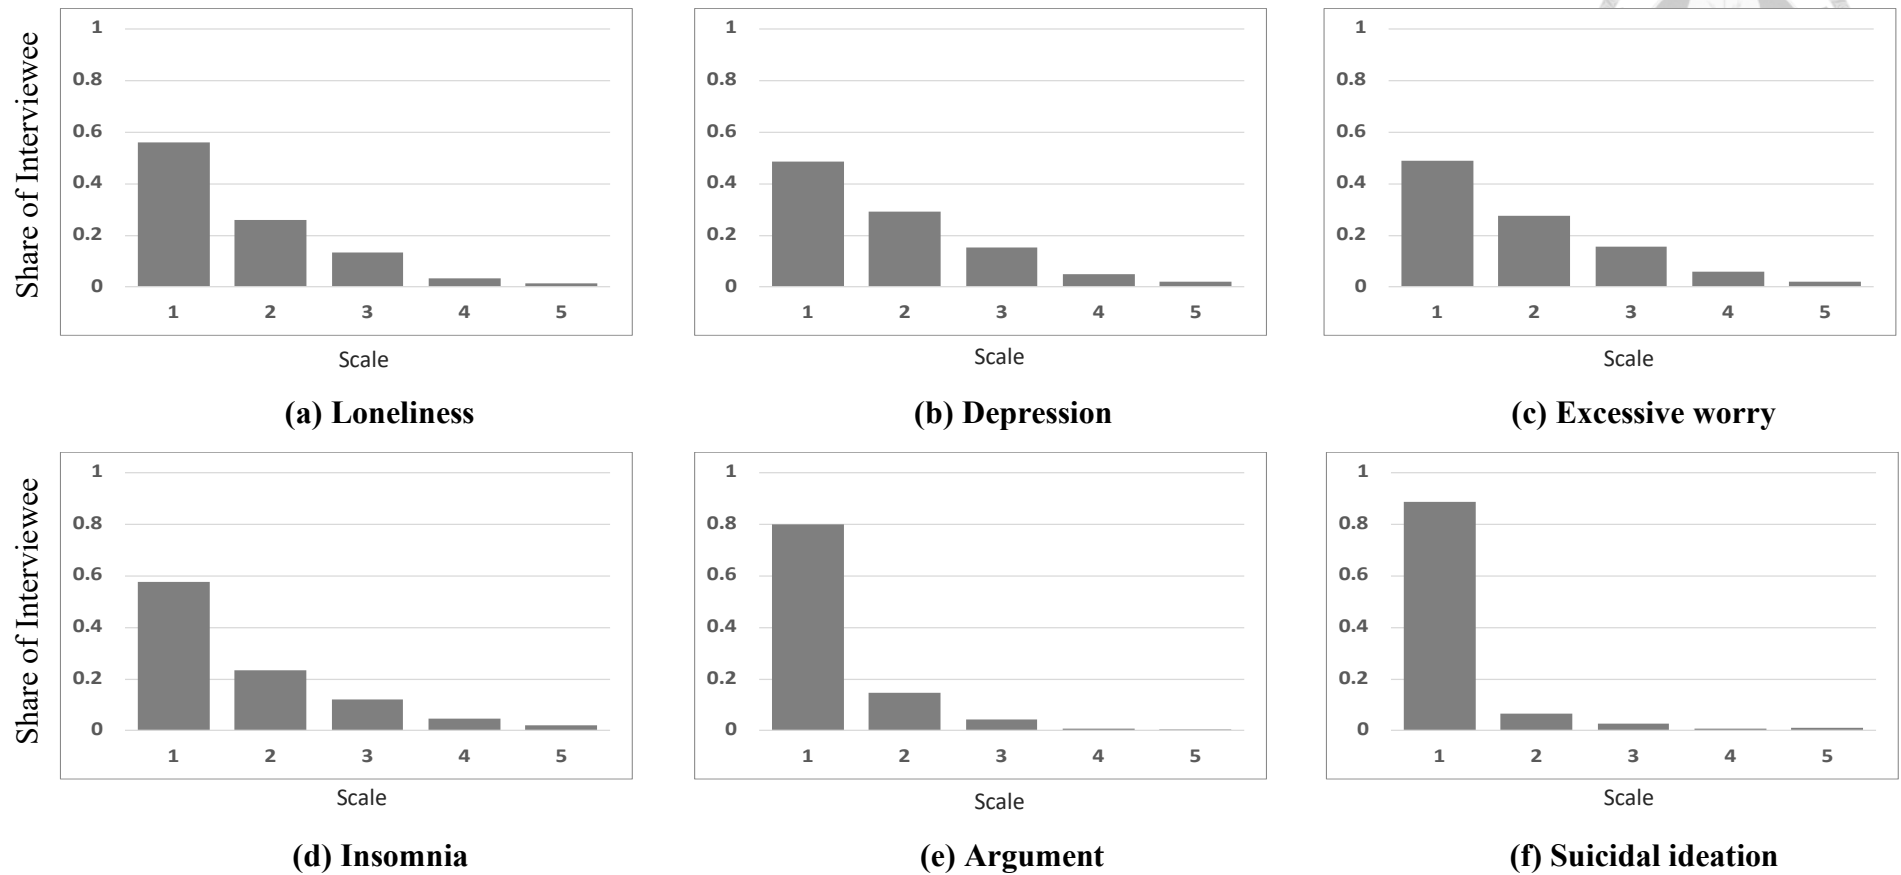 Share of Interviewee
1
0.8
0.6
0.4
0.2
0
1 2 3 4 5
Scale
(a) Loneliness
1
0.8
0.6
0.4
0.2
0
1 2 3 4 5
Scale
(b) Depression
1
0.8
0.6
0.4
0.2
0
1 2 3 4 5
Scale
(c) Excessive worry
Share of Interviewee
1
0.8
0.6
0.4
0.2
0
1 2 3 4 5
Scale
(d) Insomnia
1
0.8
0.6
0.4
0.2
0
1 2 3 4 5
Scale
(e) Argument
1
0.8
0.6
0.4
0.2
0
1 2 3 4 5
Scale
(f) Suicidal ideation